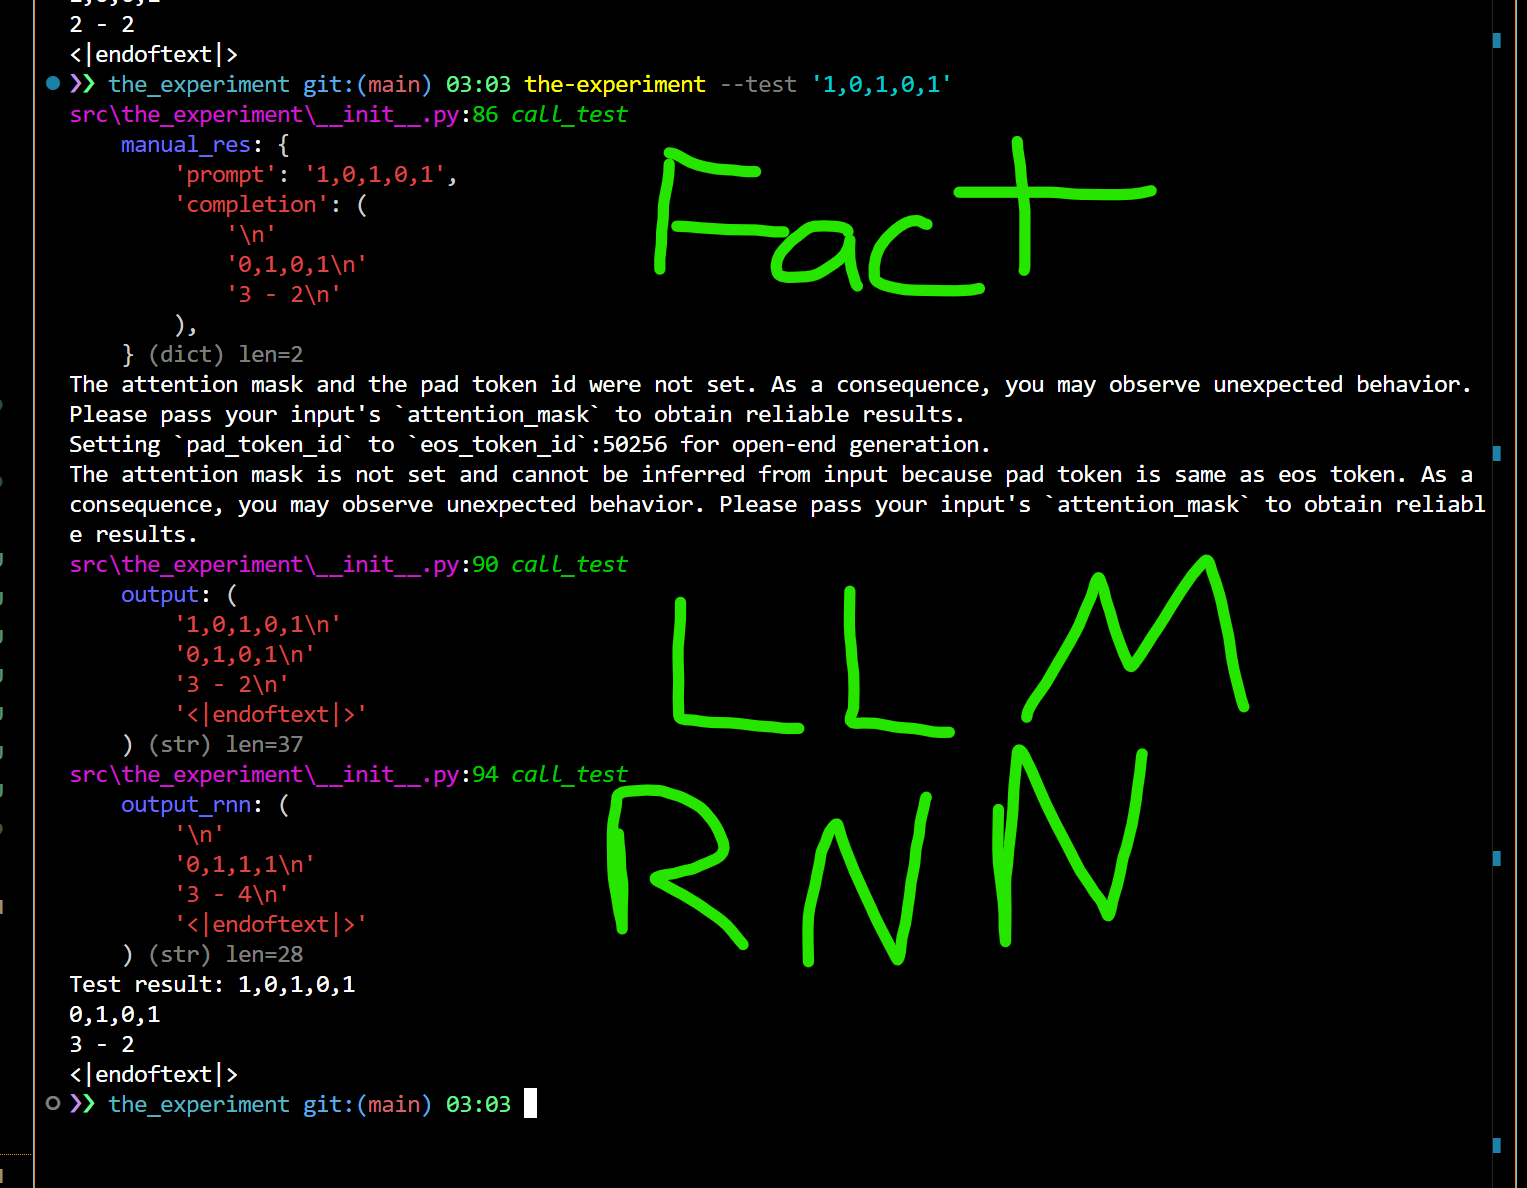 2 - 2
<|endoftext|>
❯❯ the_experiment git:(main) 03:03 the-experiment --test '1,0,1,0,1'
src\the_experiment\__init__.py:86 call_test
    manual_res: {
        'prompt': '1,0,1,0,1',
        'completion': (
            '\n'
            '0,1,0,1\n'
            '3 - 2\n'
        ),
    } (dict) len=2
Fact
The attention mask and the pad token id were not set. As a consequence, you may observe unexpected behavior.
Please pass your input's `attention_mask` to obtain reliable results.
Setting `pad_token_id` to `eos_token_id`:50256 for open-end generation.
The attention mask is not set and cannot be inferred from input because pad token is same as eos token. As a
consequence, you may observe unexpected behavior. Please pass your input's `attention_mask` to obtain reliabl
e results.
src\the_experiment\__init__.py:90 call_test
    output: (
        '1,0,1,0,1\n'
        '0,1,0,1\n'
        '3 - 2\n'
        '<|endoftext|>'
    ) (str) len=37
LLM
src\the_experiment\__init__.py:94 call_test
    output_rnn: (
        '\n'
        '0,1,1,1\n'
        '3 - 4\n'
        '<|endoftext|>'
    ) (str) len=28
RNN
Test result: 1,0,1,0,1
0,1,0,1
3 - 2
<|endoftext|>
❯❯ the_experiment git:(main) 03:03